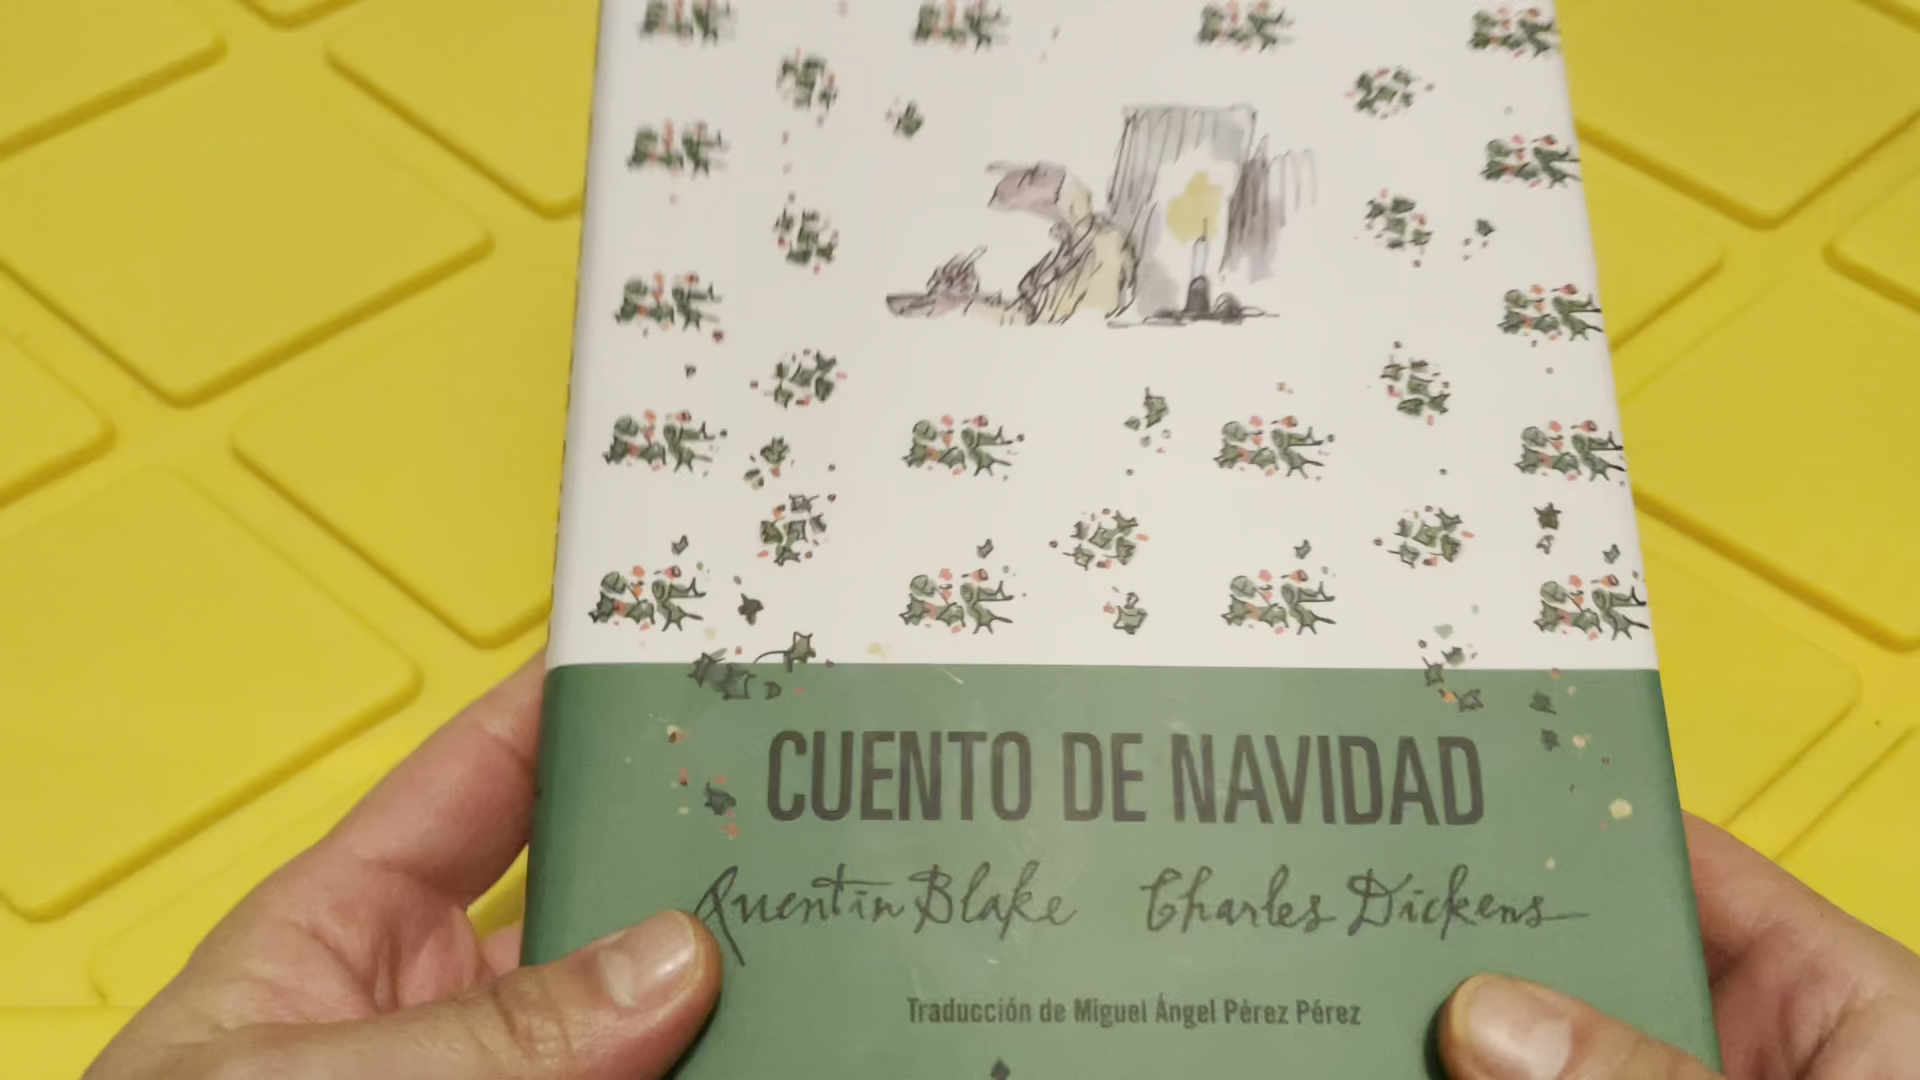 CUENTO DE NAVIDAD
Quentin Blake Charles Dickens
Traducción de Miguel Ángel Pérez Pérez